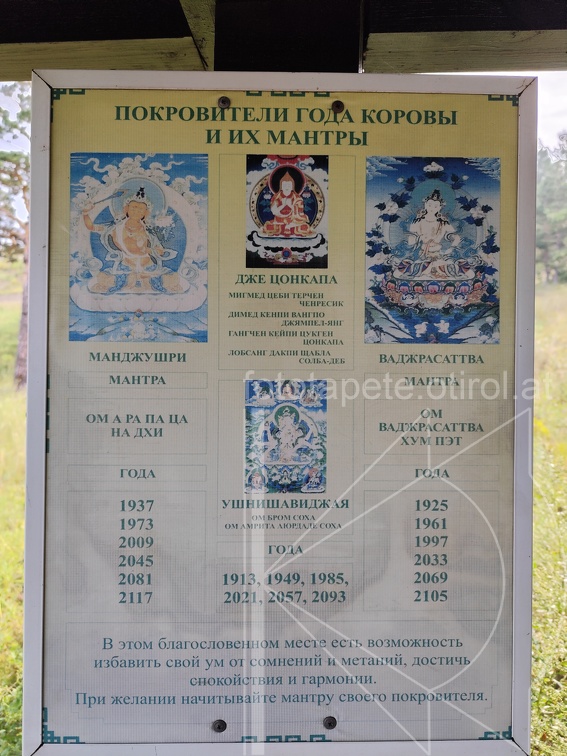 ПОКРОВИТЕЛИ ГОДА КОРОВЫ
И ИХ МАНТРЫ
МАНДЖУШРИ
МАНТРА
ОМ А РА ПА ЦА
НА ДХИ
ГОДА
1937
1973
2009
2045
2081
2117
ДЖЕ ЦОНКАПА
МИГМЕД ЦЕБИ ТЕРЧЕН
ЧЕНРЕСИК
ДИМЕД КЕНПИ ВАНГПО
ДЖЯМПЕЛ-ЯНГ
ГАНГЧЕН КЕЙПИ ЦУКГЕН
ЦОНКАПА
ЛОБСАНГ ДАКПИ ЩАБЛА
СОЛБА-ДЕБ
УШНИШАВИДЖАЯ
ОМ БРОМ СОХА
ОМ АМРИТА АЮРДАДЕ СОХА
ГОДА
1913, 1949, 1985,
2021, 2057, 2093
ВАДЖРАСАТТВА
МАНТРА
ОМ
ВАДЖРАСАТТВА
ХУМ ПЭТ
ГОДА
1925
1961
1997
2033
2069
2105
В этом благословенном месте есть возможность
избавить свой ум от сомнений и метаний, достичь
спокойствия и гармонии.
При желании начитывайте мантру своего покровителя.
fototapete.otirol.at